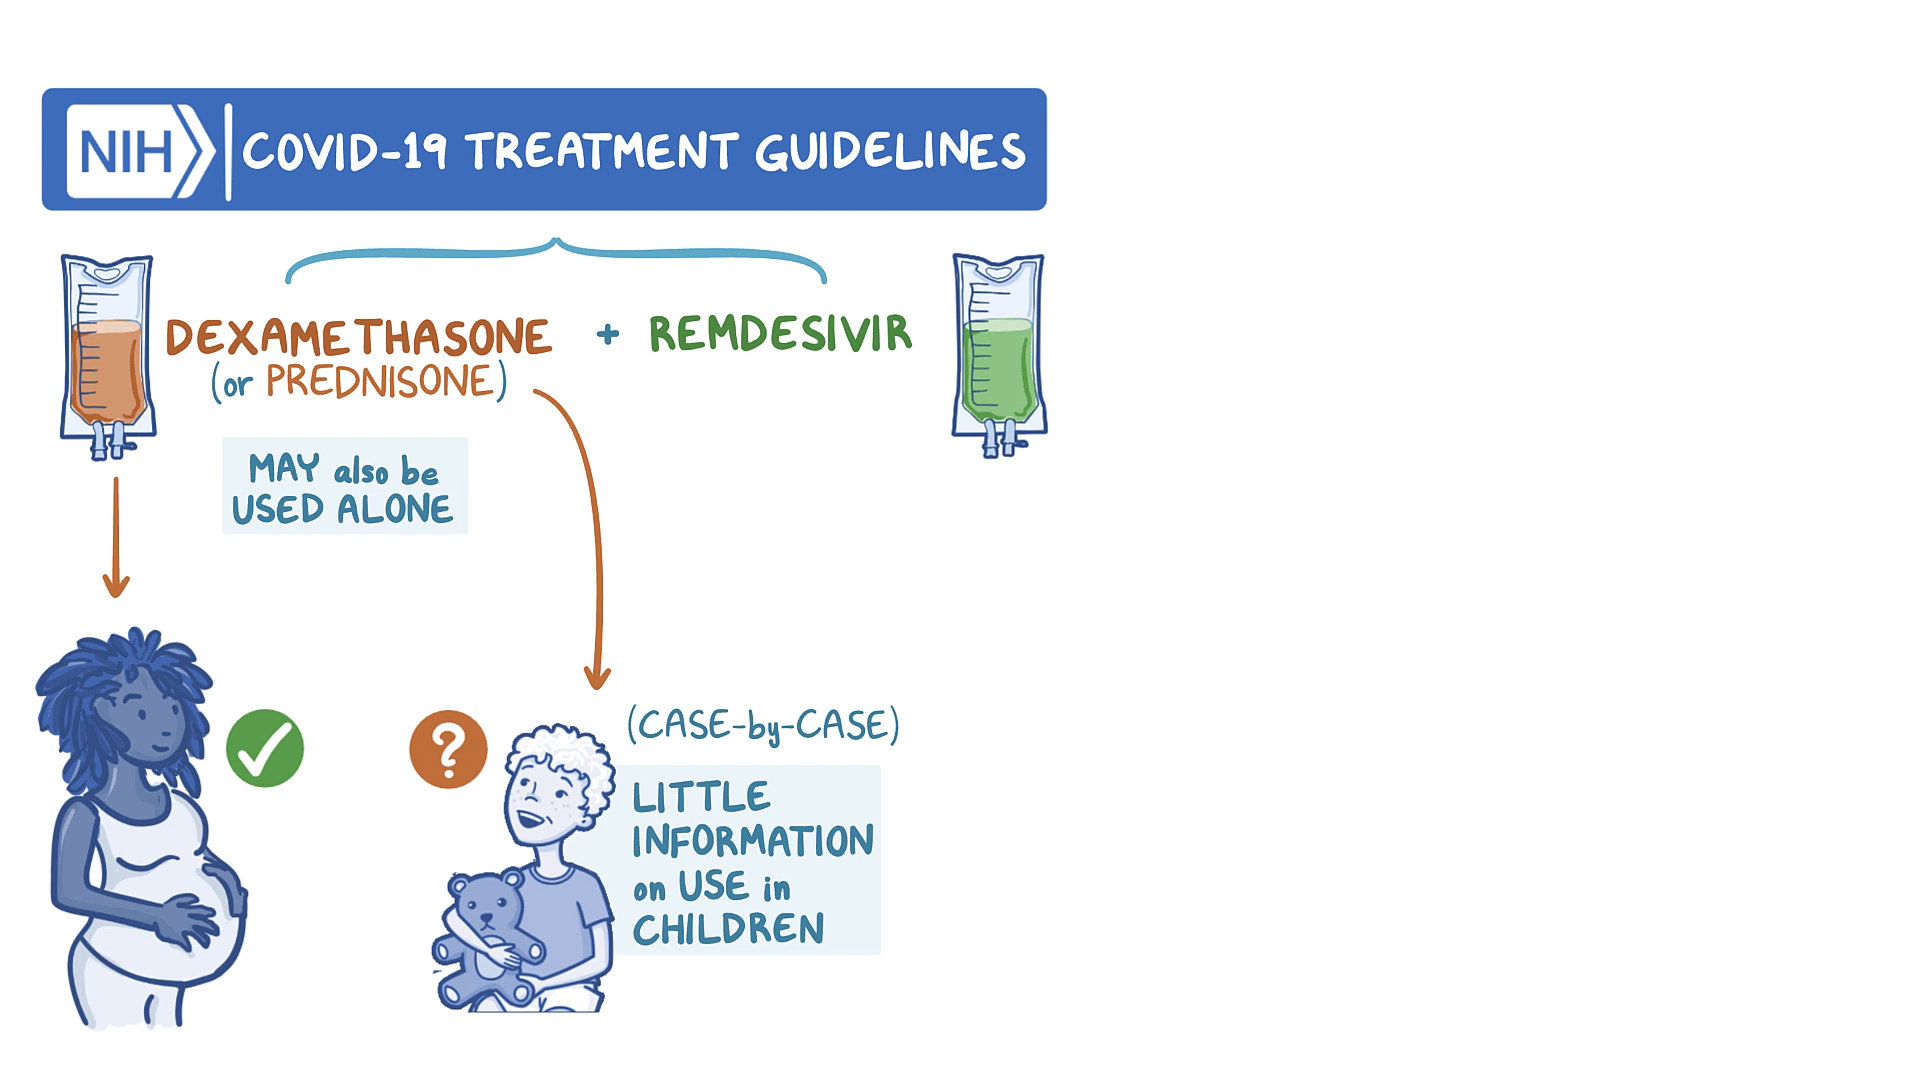 NIH COVID-19 TREATMENT GUIDELINES
DEXAMETHASONE + REMDESIVIR
(or PREDNISONE)
MAY also be
USED ALONE
?
(CASE-by-CASE)
LITTLE
INFORMATION
on USE in
CHILDREN